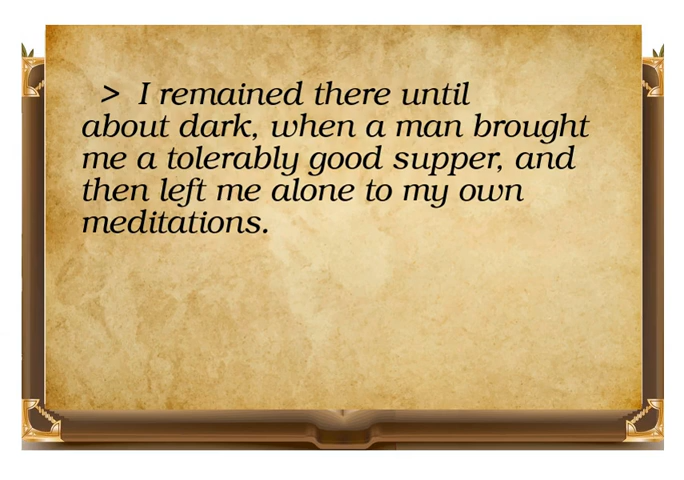 > I remained there until
about dark, when a man brought
me a tolerably good supper, and
then left me alone to my own
meditations.